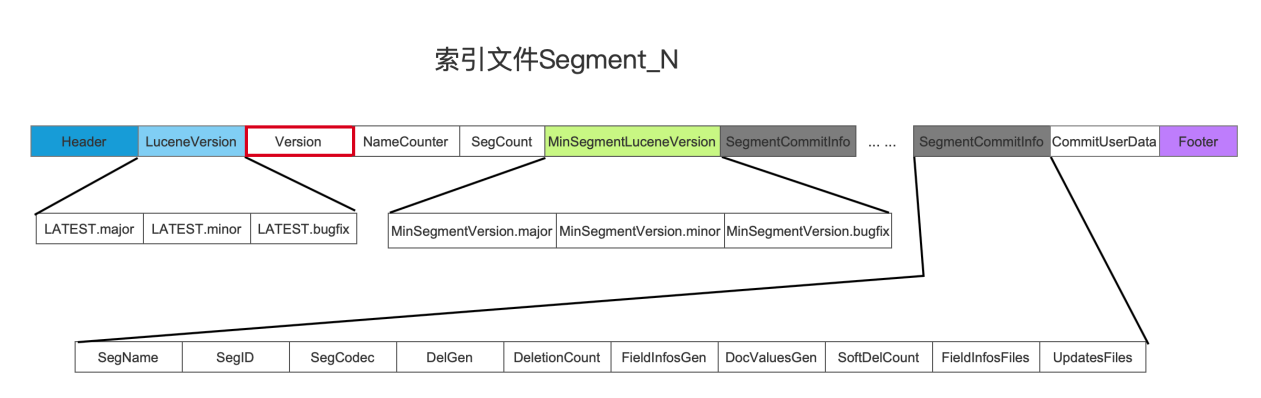 索引文件Segment_N
Header LuceneVersion Version NameCounter SegCount MinSegmentLuceneVersion SegmentCommitInfo ... ... SegmentCommitInfo CommitUserData Footer
LATEST.major LATEST.minor LATEST.bugfix MinSegmentVersion.major MinSegmentVersion.minor MinSegmentVersion.bugfix
SegName SegID SegCodec DelGen DeletionCount FieldInfosGen DocValuesGen SoftDelCount FieldInfosFiles UpdatesFiles